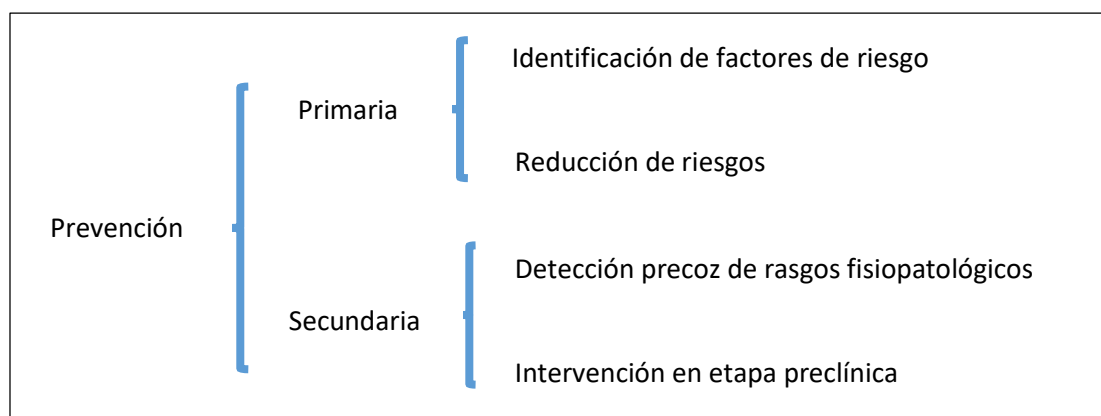 Identificación de factores de riesgo
Primaria
Reducción de riesgos
Prevención
Detección precoz de rasgos fisiopatológicos
Secundaria
Intervención en etapa preclínica